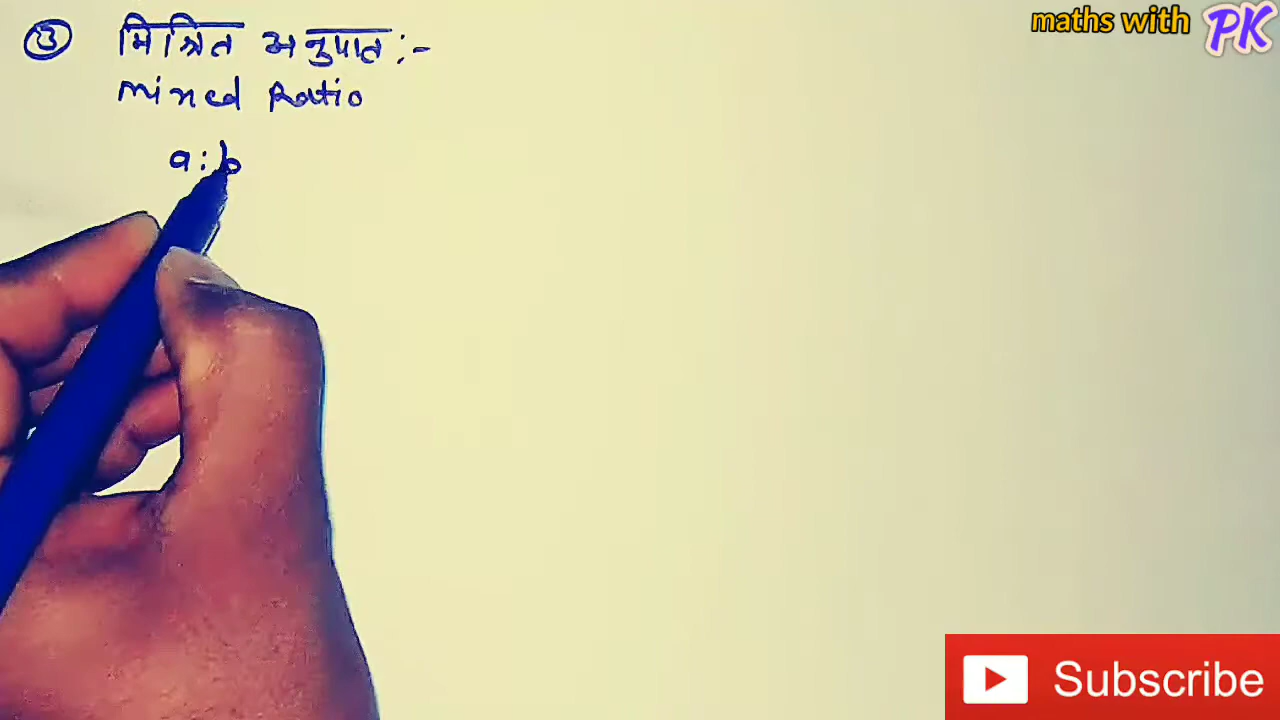 ③ मिश्रित अनुपात :-
Mixed Ratio
a : b
maths with PK
Subscribe